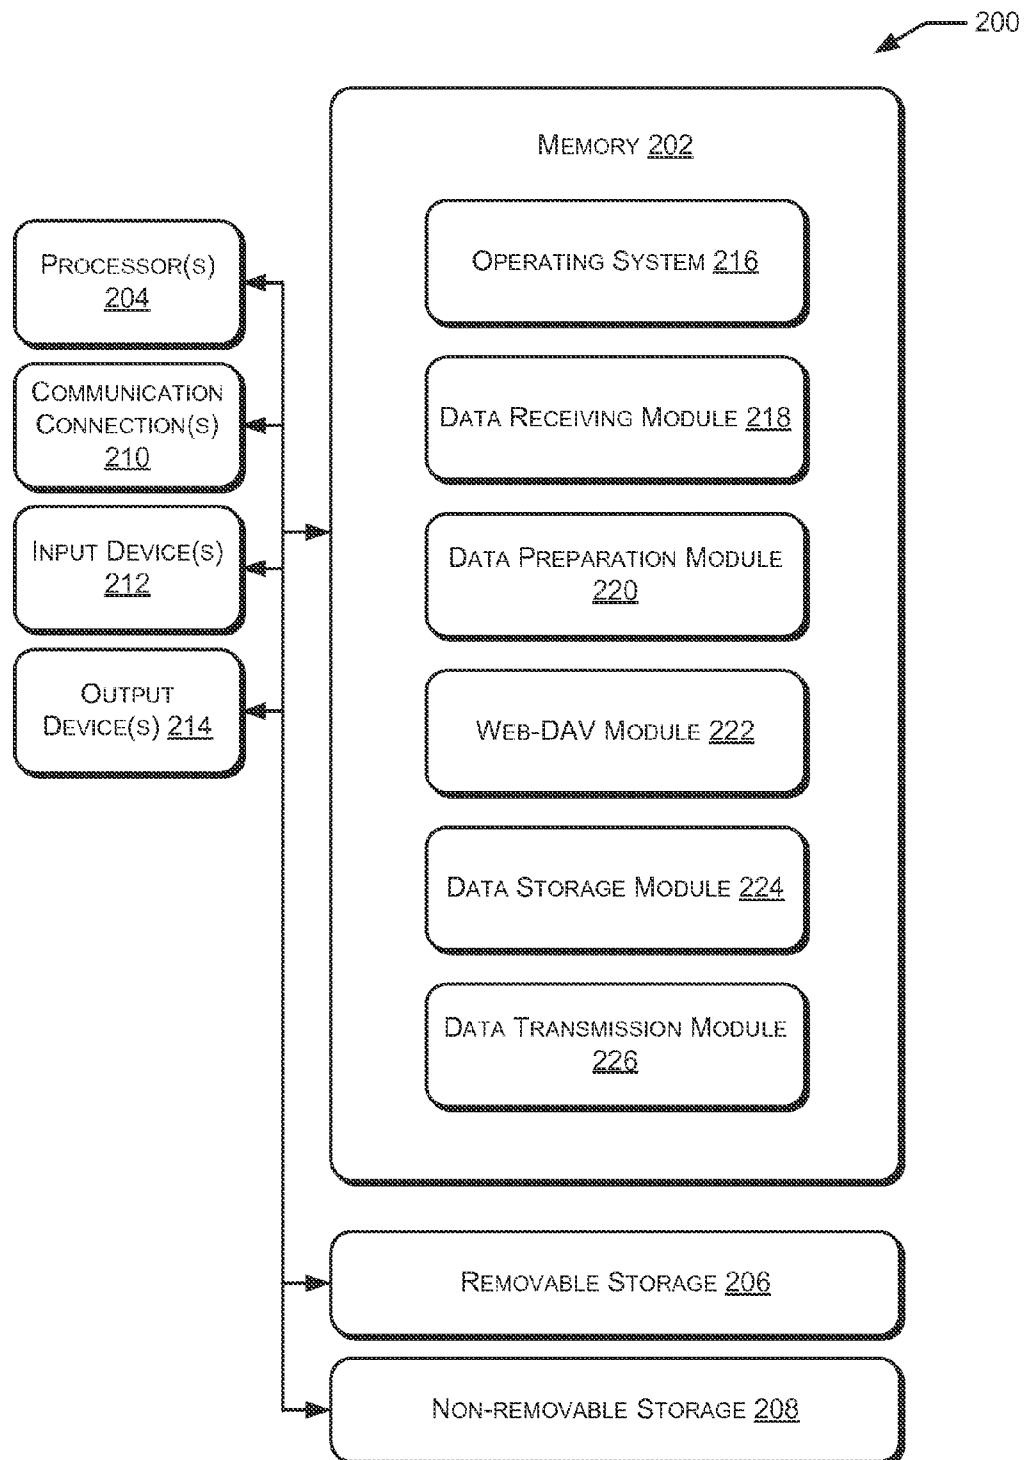 200
MEMORY 202
OPERATING SYSTEM 216
DATA RECEIVING MODULE 218
DATA PREPARATION MODULE
220
WEB-DAV MODULE 222
DATA STORAGE MODULE 224
DATA TRANSMISSION MODULE
226
PROCESSOR(S)
204
COMMUNICATION
CONNECTION(S)
210
INPUT DEVICE(S)
212
OUTPUT
DEVICE(S) 214
REMOVABLE STORAGE 206
NON-REMOVABLE STORAGE 208